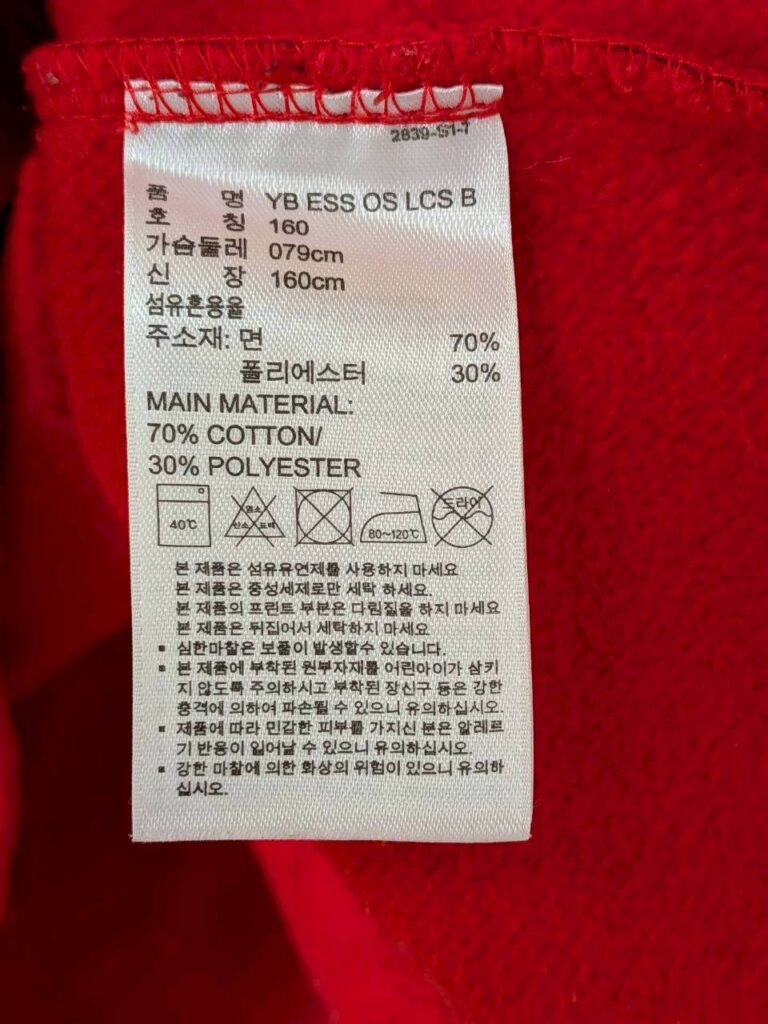 2839-S1-7
품 명 YB ESS OS LCS B
호 칭 160
가슴둘레 079cm
신 장 160cm
섬유혼용율
주소재: 면 70%
폴리에스터 30%
MAIN MATERIAL:
70% COTTON/
30% POLYESTER
40℃ 염소 산소 표백 80~120℃ 드라이
본 제품은 섬유유연제를 사용하지 마세요
본 제품은 중성세제로만 세탁 하세요.
본 제품의 프린트 부분은 다림질을 하지 마세요
본 제품은 뒤집어서 세탁하지 마세요
▪ 심한마찰은 보풀이 발생할수 있습니다.
▪ 본 제품에 부착된 원부자재를 어린아이가 삼키
지 않도록 주의하시고 부착된 장신구 등은 강한
충격에 의하여 파손될 수 있으니 유의하십시오.
▪ 제품에 따라 민감한 피부를 가지신 분은 알레르
기 반응이 일어날 수 있으니 유의하십시오.
▪ 강한 마찰에 의한 화상의 위험이 있으니 유의하
십시오.